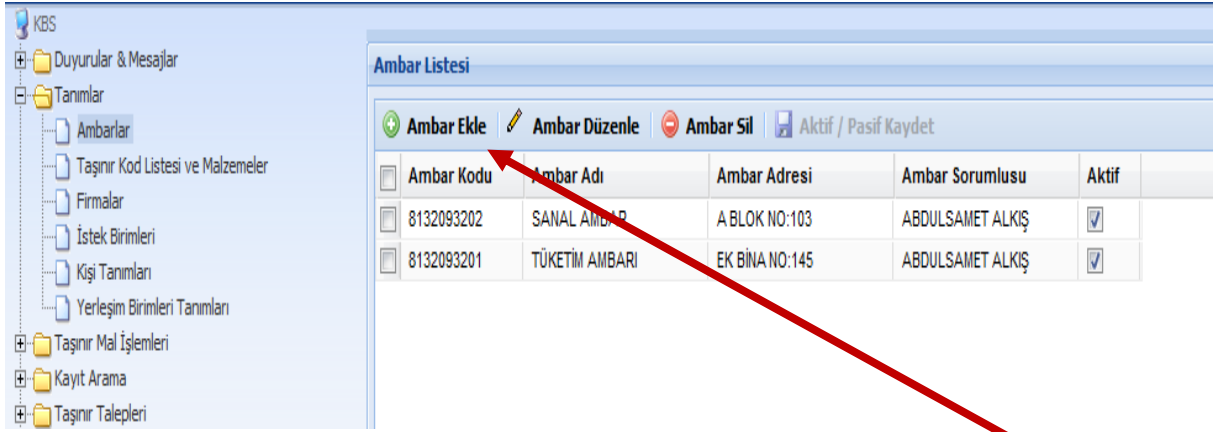 KBS
Duyurular & Mesajlar
Tanımlar
Ambarlar
Taşınır Kod Listesi ve Malzemeler
Firmalar
İstek Birimleri
Kişi Tanımları
Yerleşim Birimleri Tanımları
Taşınır Mal İşlemleri
Kayıt Arama
Taşınır Talepleri
Ambar Listesi
Ambar Ekle Ambar Düzenle Ambar Sil Aktif / Pasif Kaydet
Ambar Kodu Ambar Adı Ambar Adresi Ambar Sorumlusu Aktif
8132093202 SANAL AMBAR A BLOK NO:103 ABDULSAMET ALKIŞ
8132093201 TÜKETİM AMBARI EK BİNA NO:145 ABDULSAMET ALKIŞ